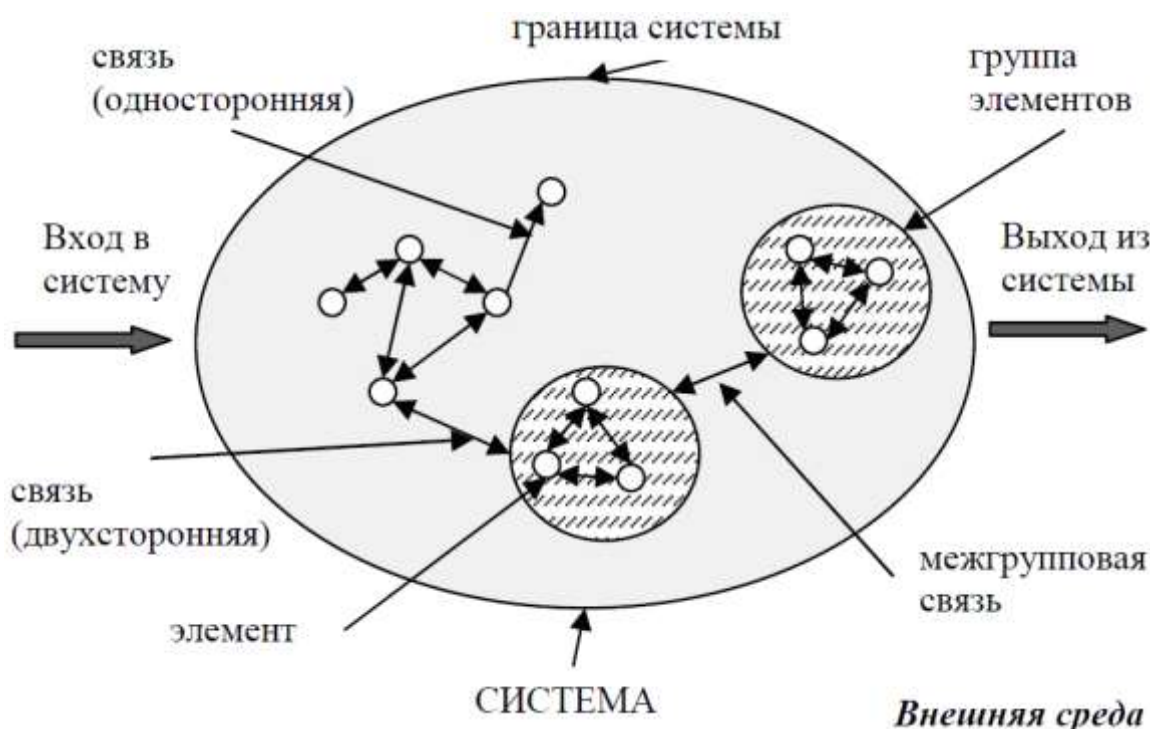 граница системы
связь
(односторонняя)
группа
элементов
Вход в
систему
Выход из
системы
связь
(двухсторонняя)
межгрупповая
связь
элемент
СИСТЕМА
Внешняя среда